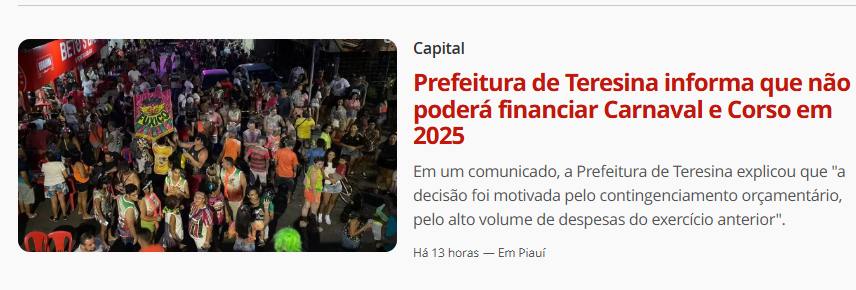 Capital
Prefeitura de Teresina informa que não
poderá financiar Carnaval e Corso em
2025
Em um comunicado, a Prefeitura de Teresina explicou que "a
decisão foi motivada pelo contingenciamento orçamentário,
pelo alto volume de despesas do exercício anterior".
Há 13 horas — Em Piauí